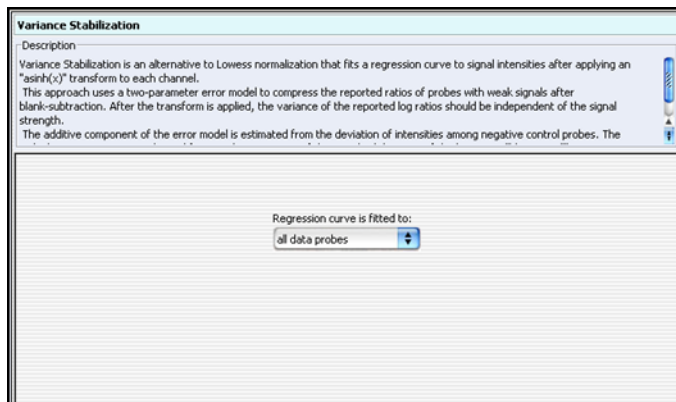 Variance Stabilization
Description
Variance Stabilization is an alternative to Lowess normalization that fits a regression curve to signal intensities after applying an
"asinh(x)" transform to each channel.
This approach uses a two-parameter error model to compress the reported ratios of probes with weak signals after
blank-subtraction. After the transform is applied, the variance of the reported log ratios should be independent of the signal
strength.
The additive component of the error model is estimated from the deviation of intensities among negative control probes. The
Regression curve is fitted to:
all data probes